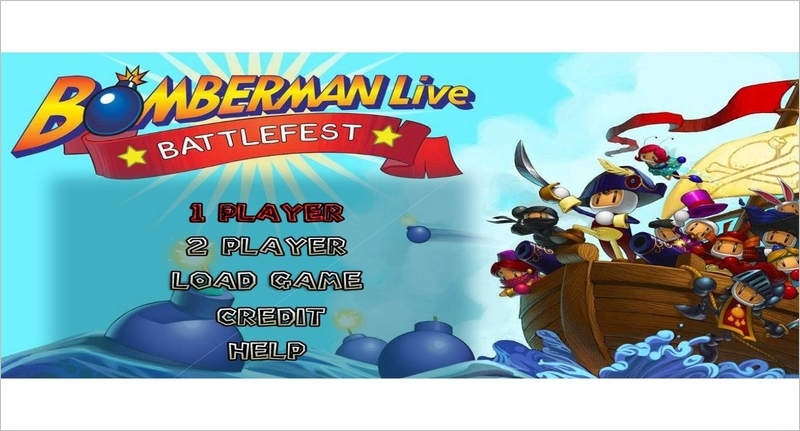 BOMBERMAN Live
BATTLEFEST
1 PLAYER
2 PLAYER
LOAD GAME
CREDIT
HELP